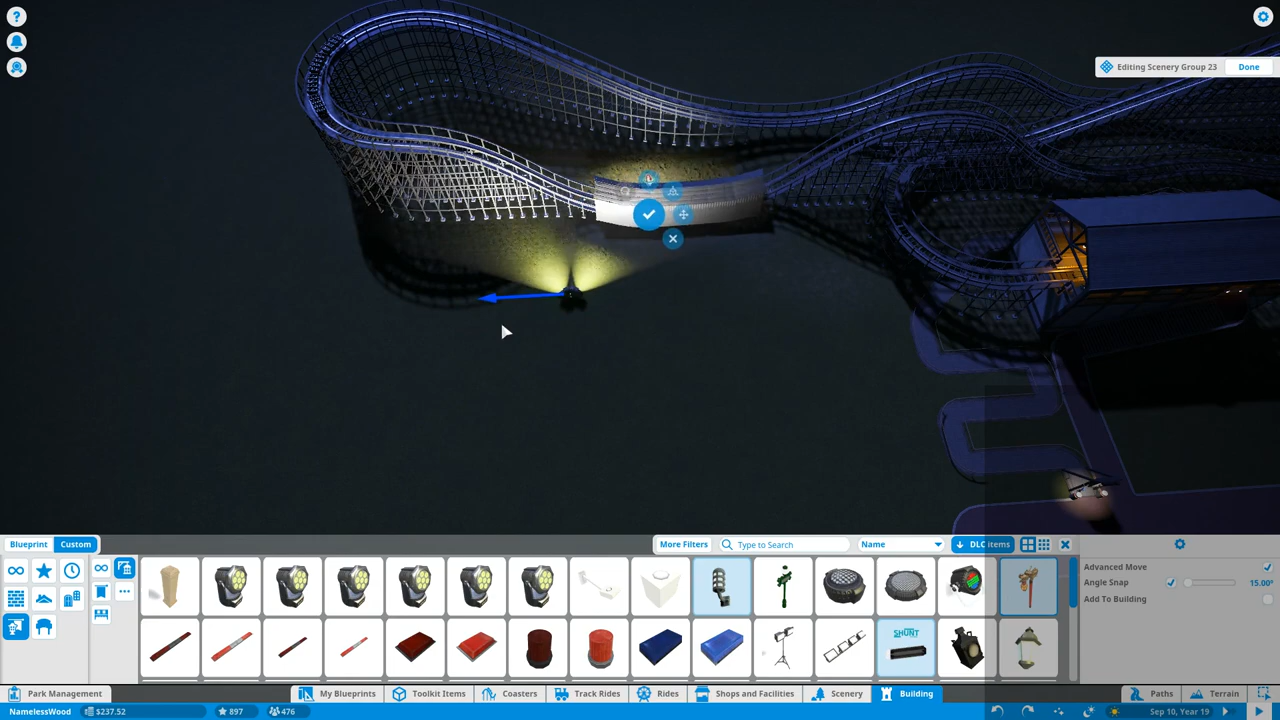 ?
Editing Scenery Group 23 Done
Blueprint Custom More Filters Type to Search Name DLC items
Advanced Move
Angle Snap 15.00°
Add To Building
SHUNT
Park Management My Blueprints Toolkit Items Coasters Track Rides Rides Shops and Facilities Scenery Building Paths Terrain
NamelessWood $237.52 897 476 Sep 10, Year 19